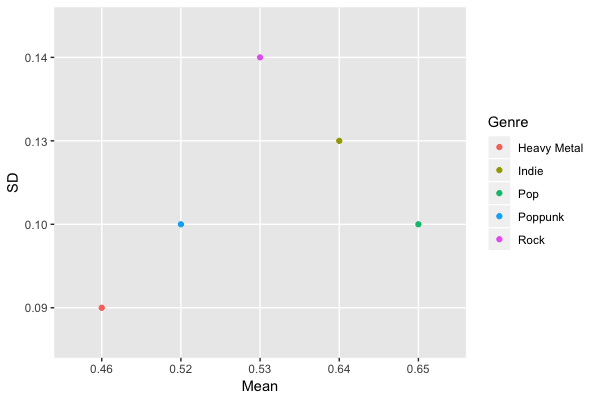 0.14
0.13
0.10
0.09
SD
0.46 0.52 0.53 0.64 0.65
Mean
Genre
Heavy Metal
Indie
Pop
Poppunk
Rock